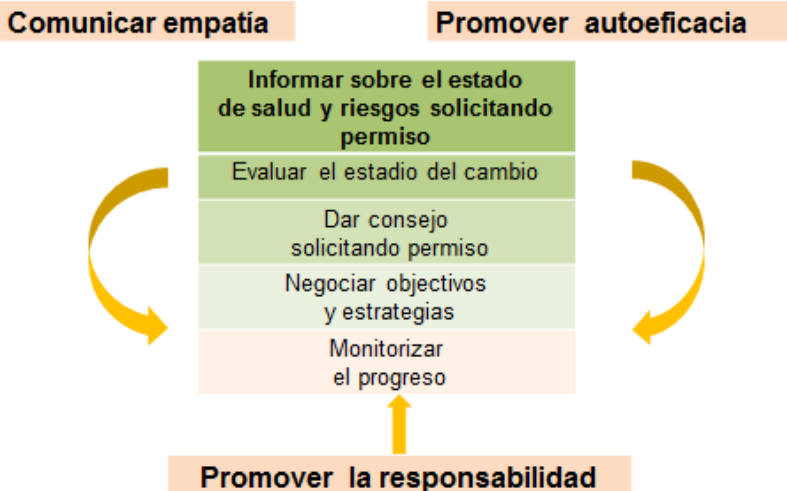 Comunicar empatía
Promover autoeficacia
Informar sobre el estado
de salud y riesgos solicitando
permiso
Evaluar el estadio del cambio
Dar consejo
solicitando permiso
Negociar objectivos
y estrategias
Monitorizar
el progreso
Promover la responsabilidad